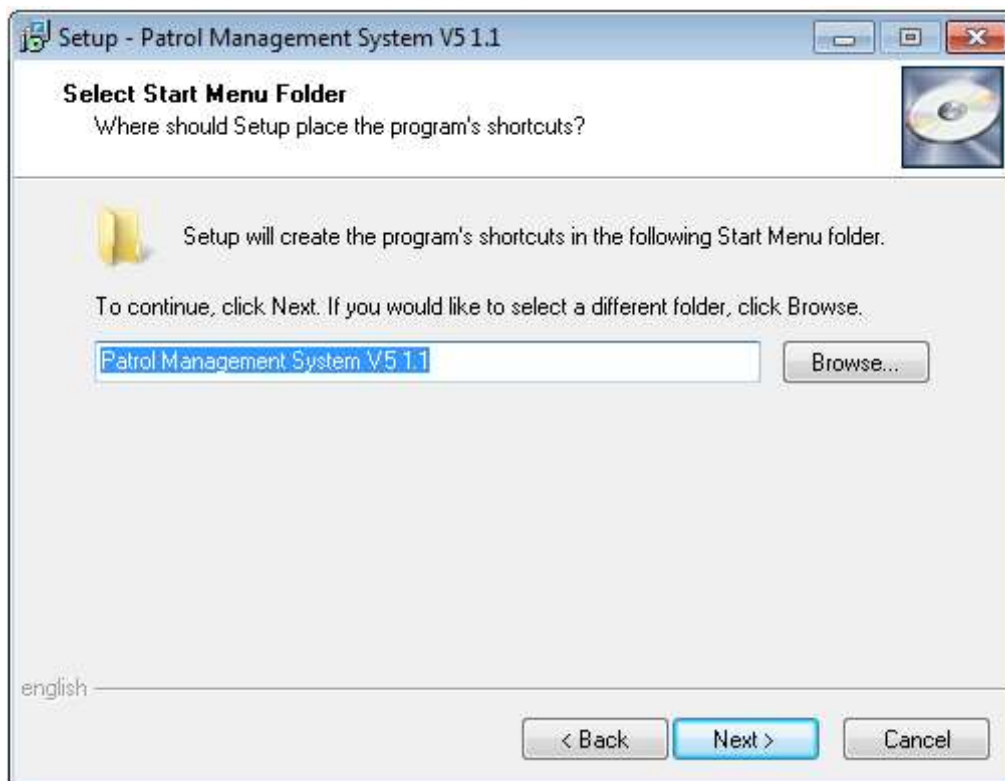 Setup - Patrol Management System V5 1.1
Select Start Menu Folder
Where should Setup place the program's shortcuts?
Setup will create the program's shortcuts in the following Start Menu folder.
To continue, click Next. If you would like to select a different folder, click Browse.
Patrol Management System V5 1.1
Browse...
english
< Back
Next >
Cancel